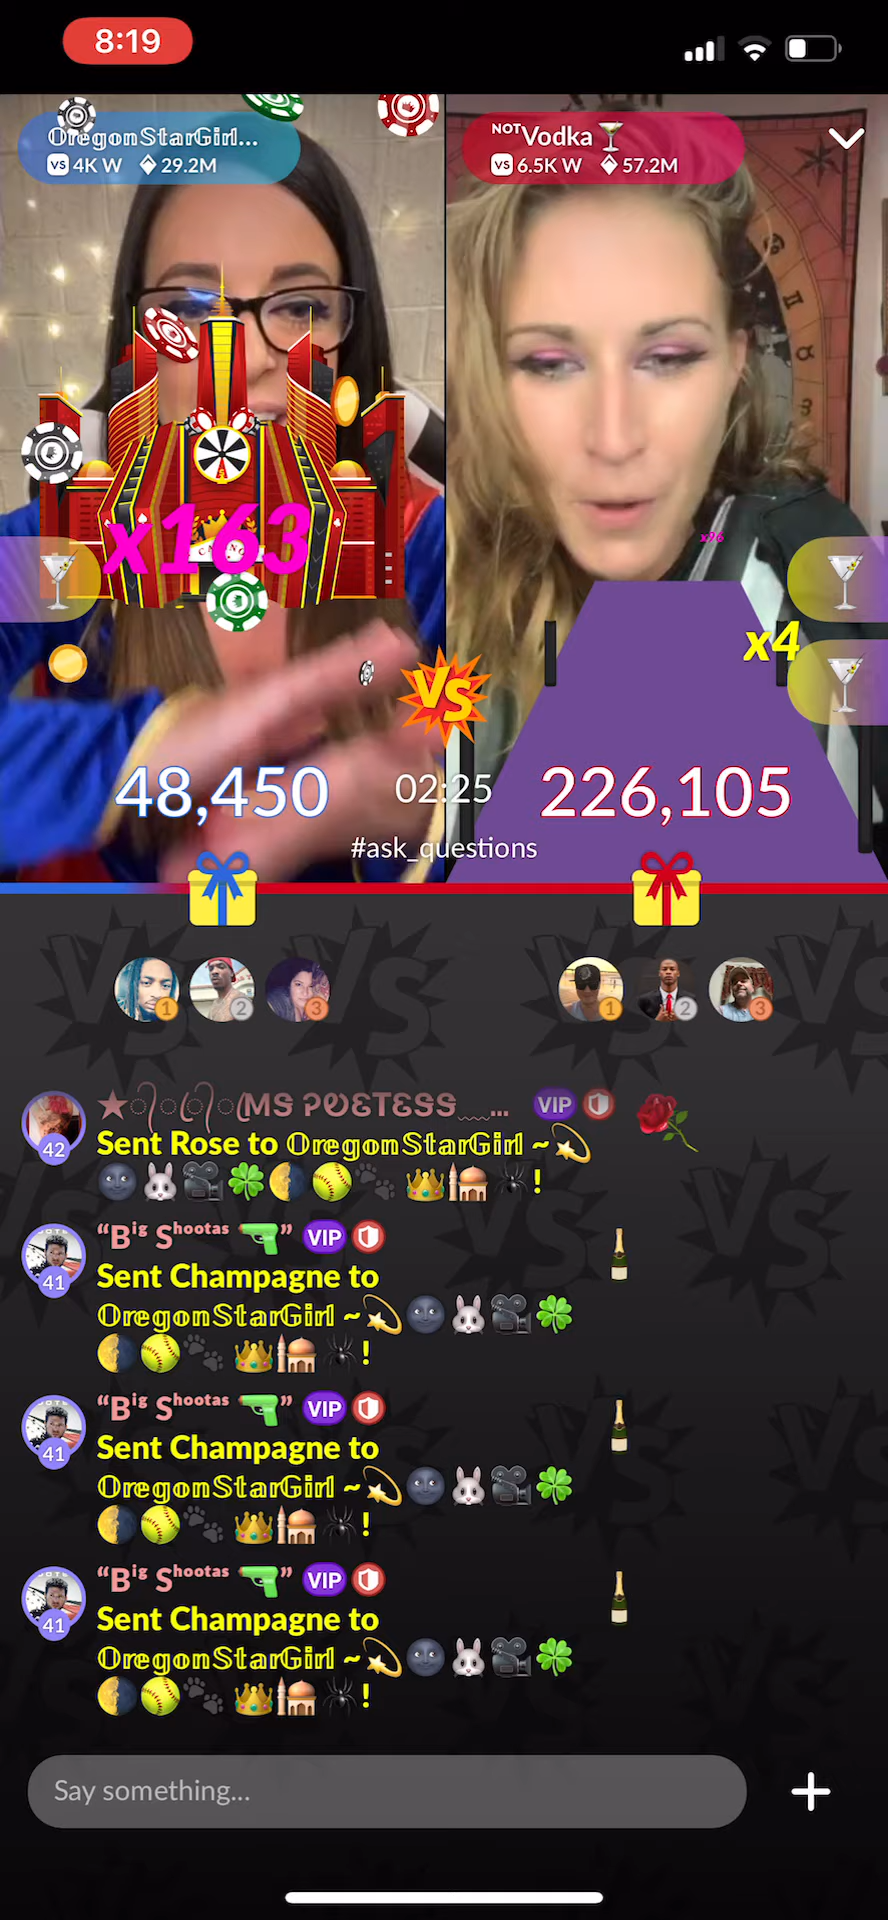 8:19
𝕆𝕣𝕖𝕘𝕠𝕟𝕊𝕥𝕒𝕣𝔾𝕚𝕣𝕝...
VS 4K W 29.2M
ᴺᴼᵀVodka🍸
VS 6.5K W 57.2M
x163
x96
x4
VS
48,450
02:25
226,105
#ask_questions
1 2 3
1 2 3
VIP
42
Sent Rose to 𝕆𝕣𝕖𝕘𝕠𝕟𝕊𝕥𝕒𝕣𝔾𝕚𝕣𝕝 ~💫
🌚🐰🎥🍀🌗🥎🐾 👑🕌🕷!
“Bⁱᵍ Sʰᵒᵒᵗᵃˢ 🔫” VIP
41
Sent Champagne to
𝕆𝕣𝕖𝕘𝕠𝕟𝕊𝕥𝕒𝕣𝔾𝕚𝕣𝕝 ~💫🌚🐰🎥🍀
🌗🥎🐾 👑🕌🕷!
“Bⁱᵍ Sʰᵒᵒᵗᵃˢ 🔫” VIP
41
Sent Champagne to
𝕆𝕣𝕖𝕘𝕠𝕟𝕊𝕥𝕒𝕣𝔾𝕚𝕣𝕝 ~💫🌚🐰🎥🍀
🌗🥎🐾 👑🕌🕷!
“Bⁱᵍ Sʰᵒᵒᵗᵃˢ 🔫” VIP
41
Sent Champagne to
𝕆𝕣𝕖𝕘𝕠𝕟𝕊𝕥𝕒𝕣𝔾𝕚𝕣𝕝 ~💫🌚🐰🎥🍀
🌗🥎🐾 👑🕌🕷!
Say something...